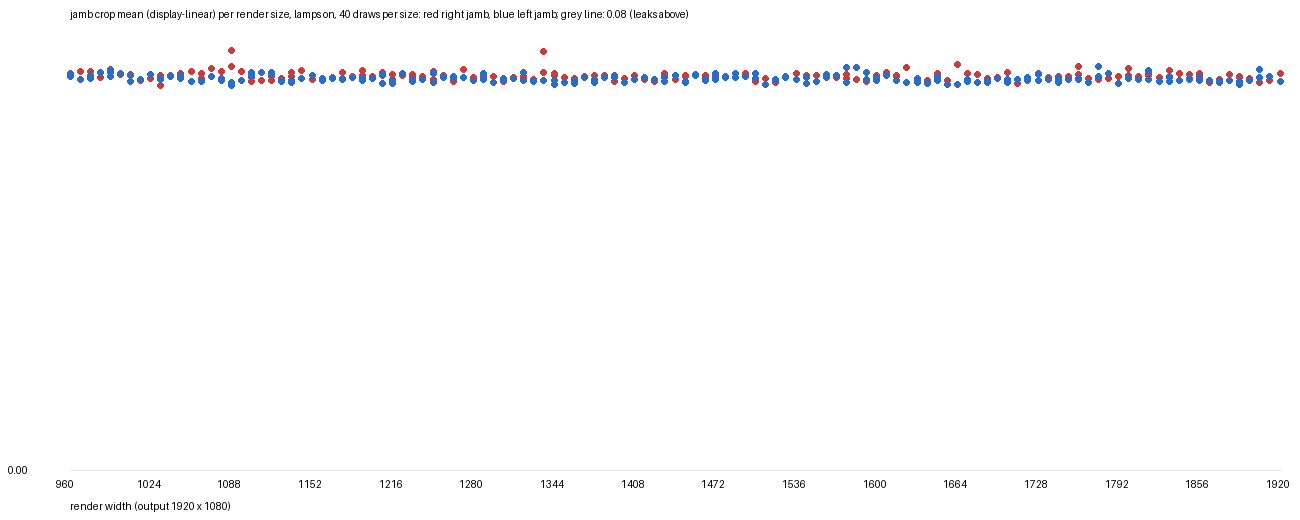 jamb crop mean (display-linear) per render size, lamps on, 40 draws per size: red right jamb, blue left jamb; grey line: 0.08 (leaks above)
0.00
960 1024 1088 1152 1216 1280 1344 1408 1472 1536 1600 1664 1728 1792 1856 1920
render width (output 1920 x 1080)